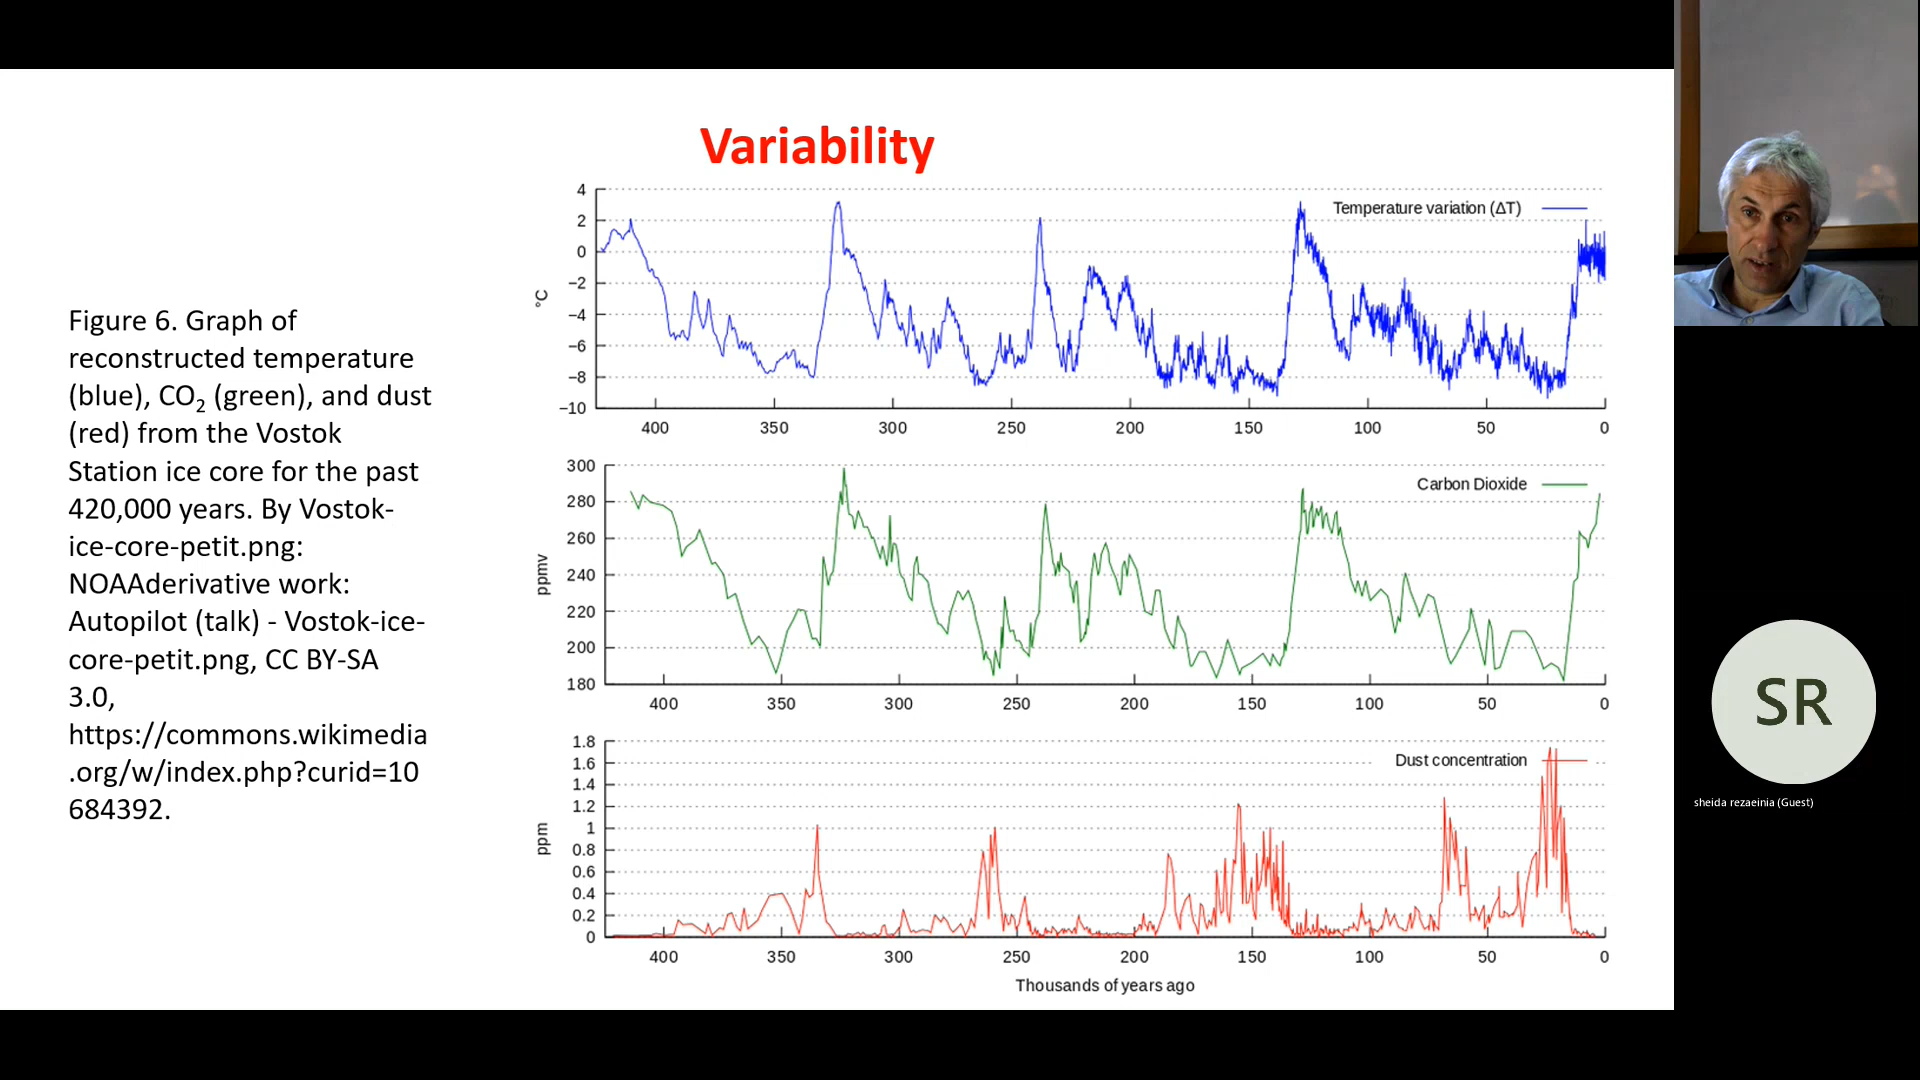 Variability
Figure 6. Graph of
reconstructed temperature
(blue), CO2 (green), and dust
(red) from the Vostok
Station ice core for the past
420,000 years. By Vostok-
ice-core-petit.png:
NOAAderivative work:
Autopilot (talk) - Vostok-ice-
core-petit.png, CC BY-SA
3.0,
https://commons.wikimedia
.org/w/index.php?curid=10
684392.
Temperature variation (ΔT)
°C
4
2
0
−2
−4
−6
−8
−10
400 350 300 250 200 150 100 50 0
Carbon Dioxide
ppmv
300
280
260
240
220
200
180
400 350 300 250 200 150 100 50 0
Dust concentration
ppm
1.8
1.6
1.4
1.2
1
0.8
0.6
0.4
0.2
0
400 350 300 250 200 150 100 50 0
Thousands of years ago
SR
sheida rezaeinia (Guest)